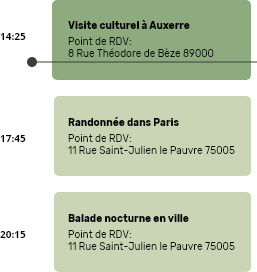 14:25
Visite culturel à Auxerre
Point de RDV:
8 Rue Théodore de Bèze 89000
17:45
Randonnée dans Paris
Point de RDV:
11 Rue Saint-Julien le Pauvre 75005
20:15
Balade nocturne en ville
Point de RDV:
11 Rue Saint-Julien le Pauvre 75005